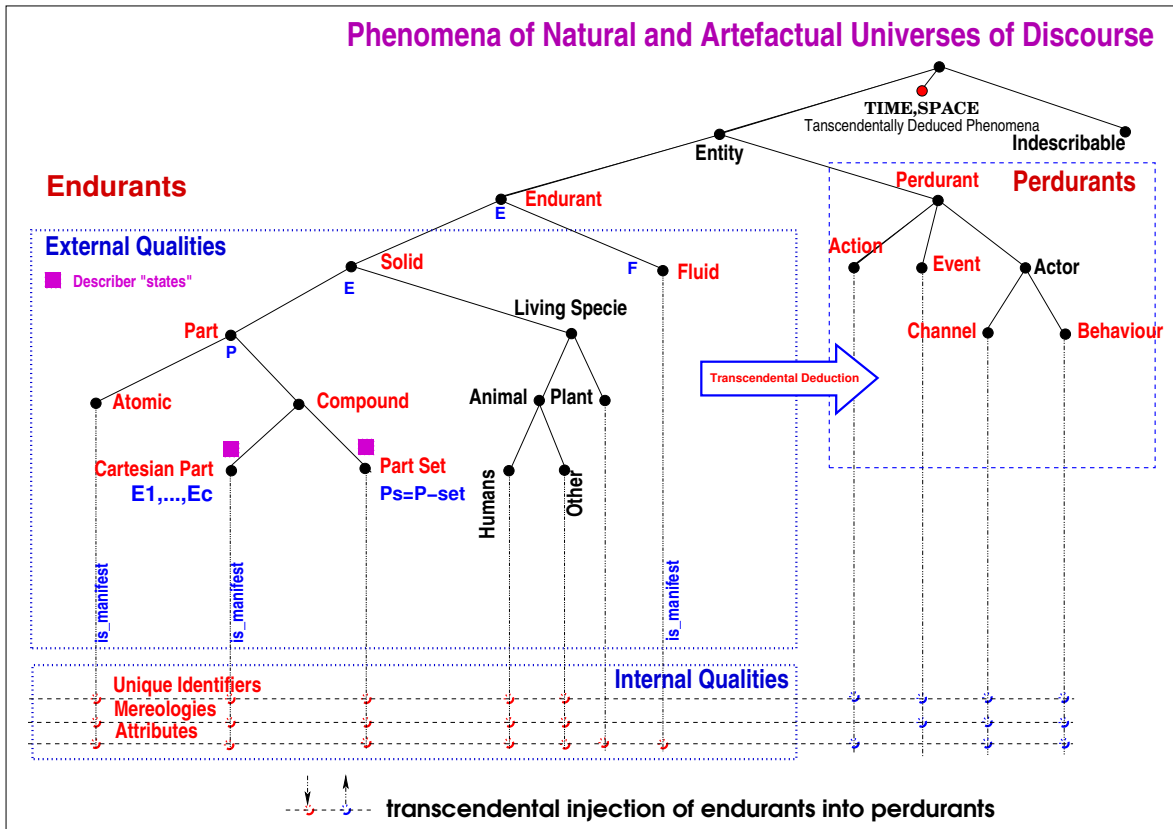 Phenomena of Natural and Artefactual Universes of Discourse
TIME,SPACE
Tanscendentally Deduced Phenomena
Indescribable
Entity
Endurants
Perdurants
Perdurant
Endurant
E
External Qualities
Describer "states"
Solid
E
F
Fluid
Action
Event
Actor
Living Specie
Part
P
Channel
Behaviour
Transcendental Deduction
Atomic
Compound
Animal
Plant
Cartesian Part
E1,...,Ec
Part Set
Ps=P−set
Humans
Other
is_manifest
is_manifest
is_manifest
Unique Identifiers
Internal Qualities
Mereologies
Attributes
transcendental injection of endurants into perdurants